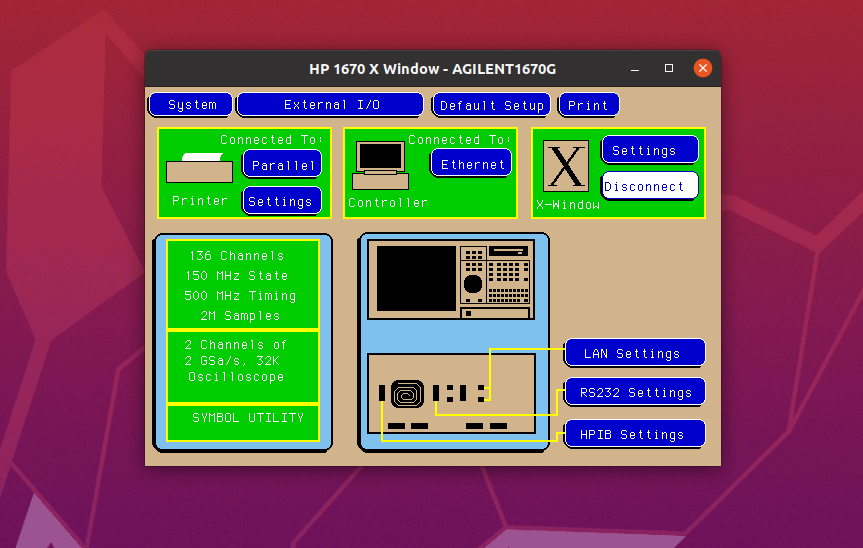 HP 1670 X Window - AGILENT1670G
System
External I/O
Default Setup
Print
Connected To:
Parallel
Printer
Settings
Connected To:
Ethernet
Controller
X
Settings
Disconnect
X-Window
136 Channels
150 MHz State
500 MHz Timing
2M Samples
2 Channels of
2 GSa/s, 32K
Oscilloscope
SYMBOL UTILITY
LAN Settings
RS232 Settings
HPIB Settings